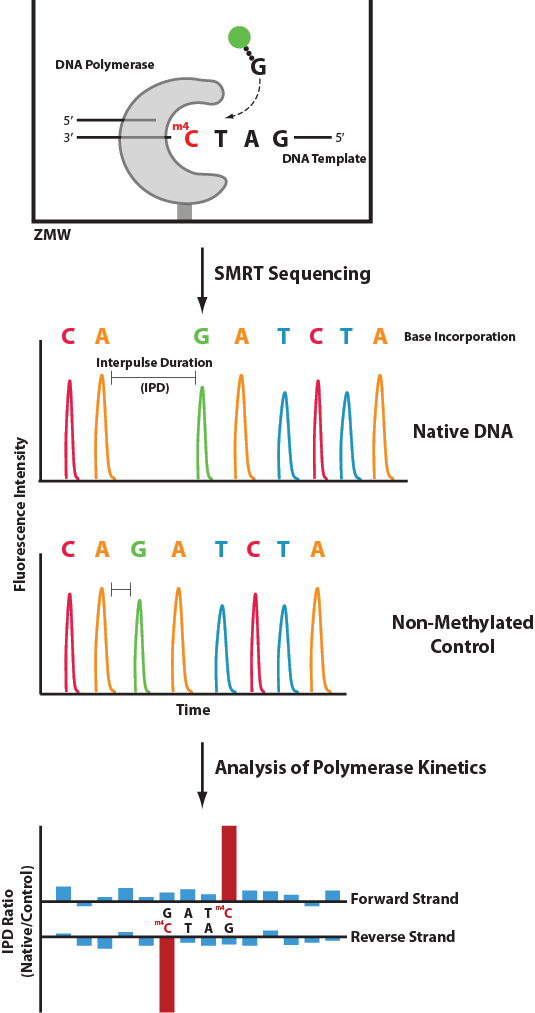 DNA Polymerase
G
5′
3′
m4
C T A G
5′
DNA Template
ZMW
SMRT Sequencing
C A G A T C T A
Base Incorporation
Interpulse Duration
(IPD)
Native DNA
Fluorescence Intensity
C A G A T C T A
Non-Methylated
Control
Time
Analysis of Polymerase Kinetics
IPD Ratio
(Native/Control)
Forward Strand
G A T m4C
m4C T A G
Reverse Strand